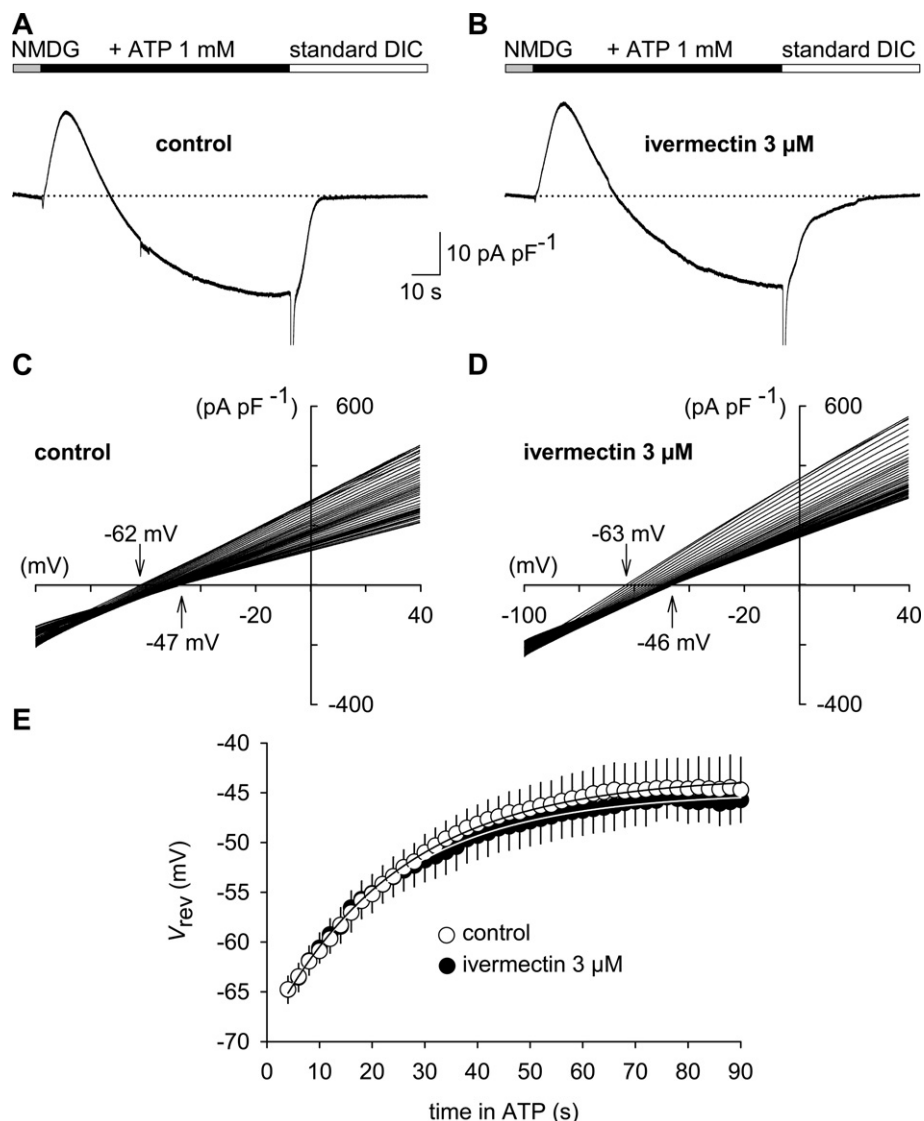 A
NMDG + ATP 1 mM standard DIC
control
B
NMDG + ATP 1 mM standard DIC
ivermectin 3 µM
10 pA pF-1
10 s
C
(pA pF -1)
600
control
-62 mV
(mV)
-20
40
-47 mV
-400
D
(pA pF -1)
600
ivermectin 3 µM
-63 mV
(mV)
-100
-20
40
-46 mV
-400
E
-40
-45
-50
-55
-60
-65
-70
Vrev (mV)
control
ivermectin 3 µM
0 10 20 30 40 50 60 70 80 90
time in ATP (s)